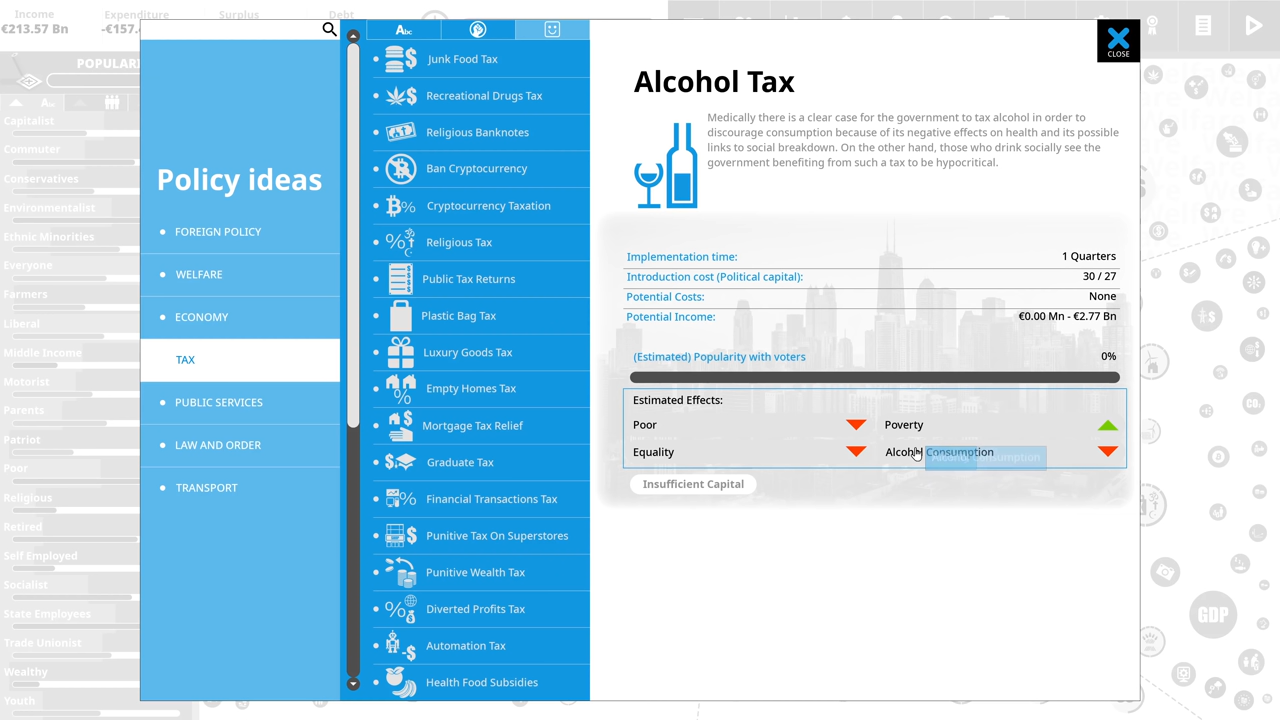 Income
Expenditure
Surplus
Debt
€213.57 Bn
-€157.
CLOSE
Abc
POPULARI
Capitalist
Commuter
Conservatives
Environmentalist
Ethnic Minorities
Everyone
Farmers
Liberal
Middle Income
Motorist
Parents
Patriot
Poor
Religious
Retired
Self Employed
Socialist
State Employees
Trade Unionist
Wealthy
Youth
Policy ideas
FOREIGN POLICY
WELFARE
ECONOMY
TAX
PUBLIC SERVICES
LAW AND ORDER
TRANSPORT
Junk Food Tax
Recreational Drugs Tax
Religious Banknotes
Ban Cryptocurrency
Cryptocurrency Taxation
Religious Tax
Public Tax Returns
Plastic Bag Tax
Luxury Goods Tax
Empty Homes Tax
Mortgage Tax Relief
Graduate Tax
Financial Transactions Tax
Punitive Tax On Superstores
Punitive Wealth Tax
Diverted Profits Tax
Automation Tax
Health Food Subsidies
Alcohol Tax
Medically there is a clear case for the government to tax alcohol in order to
discourage consumption because of its negative effects on health and its possible
links to social breakdown. On the other hand, those who drink socially see the
government benefiting from such a tax to be hypocritical.
Implementation time: 1 Quarters
Introduction cost (Political capital): 30 / 27
Potential Costs: None
Potential Income: €0.00 Mn - €2.77 Bn
(Estimated) Popularity with voters 0%
Estimated Effects:
Poor
Poverty
Equality
Alcohol Consumption
Alcohol Consumption
Insufficient Capital
GDP